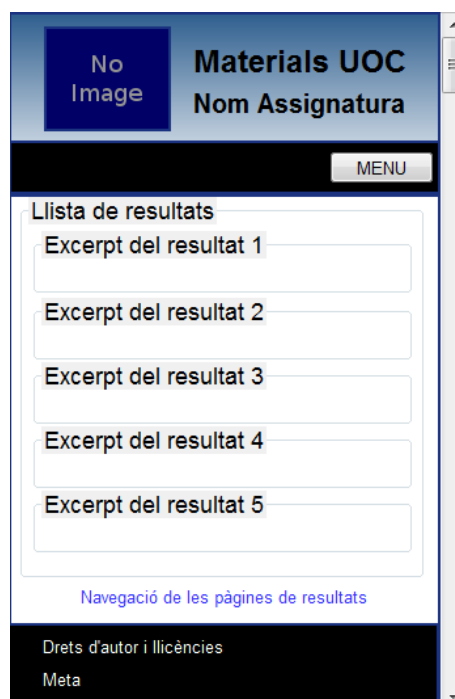 No
Image
Materials UOC
Nom Assignatura
MENU
Llista de resultats
Excerpt del resultat 1
Excerpt del resultat 2
Excerpt del resultat 3
Excerpt del resultat 4
Excerpt del resultat 5
Navegació de les pàgines de resultats
Drets d'autor i llicències
Meta